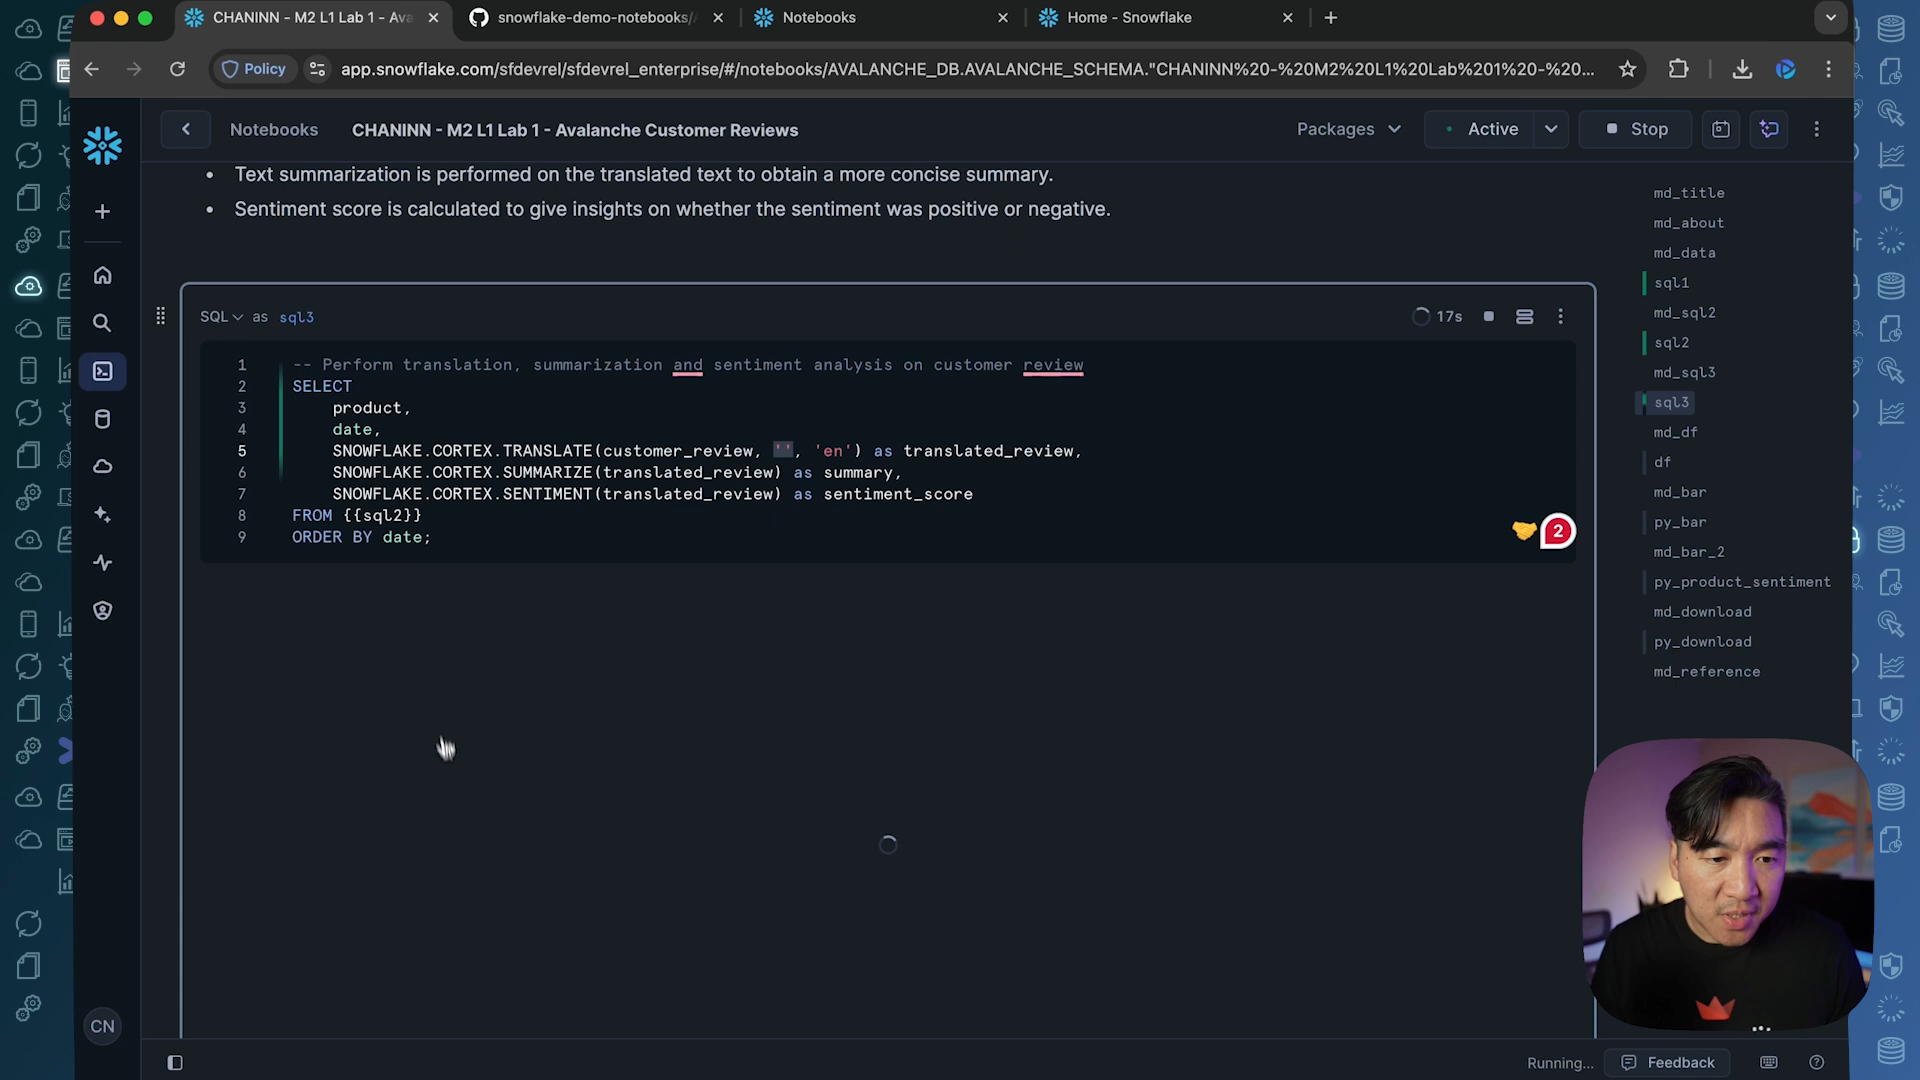 CHANINN - M2 L1 Lab 1 - Ava
snowflake-demo-notebooks/
Notebooks
Home - Snowflake
Policy
app.snowflake.com/sfdevrel/sfdevrel_enterprise/#/notebooks/AVALANCHE_DB.AVALANCHE_SCHEMA."CHANINN%20-%20M2%20L1%20Lab%201%20-%20...
Notebooks
CHANINN - M2 L1 Lab 1 - Avalanche Customer Reviews
Packages
Active
Stop
• Text summarization is performed on the translated text to obtain a more concise summary.
• Sentiment score is calculated to give insights on whether the sentiment was positive or negative.
SQL as sql3
17s
1 -- Perform translation, summarization and sentiment analysis on customer review
2 SELECT
3 product,
4 date,
5 SNOWFLAKE.CORTEX.TRANSLATE(customer_review, '', 'en') as translated_review,
6 SNOWFLAKE.CORTEX.SUMMARIZE(translated_review) as summary,
7 SNOWFLAKE.CORTEX.SENTIMENT(translated_review) as sentiment_score
8 FROM {{sql2}}
9 ORDER BY date;
2
md_title
md_about
md_data
sql1
md_sql2
sql2
md_sql3
sql3
md_df
df
md_bar
py_bar
md_bar_2
py_product_sentiment
md_download
py_download
md_reference
CN
Running...
Feedback